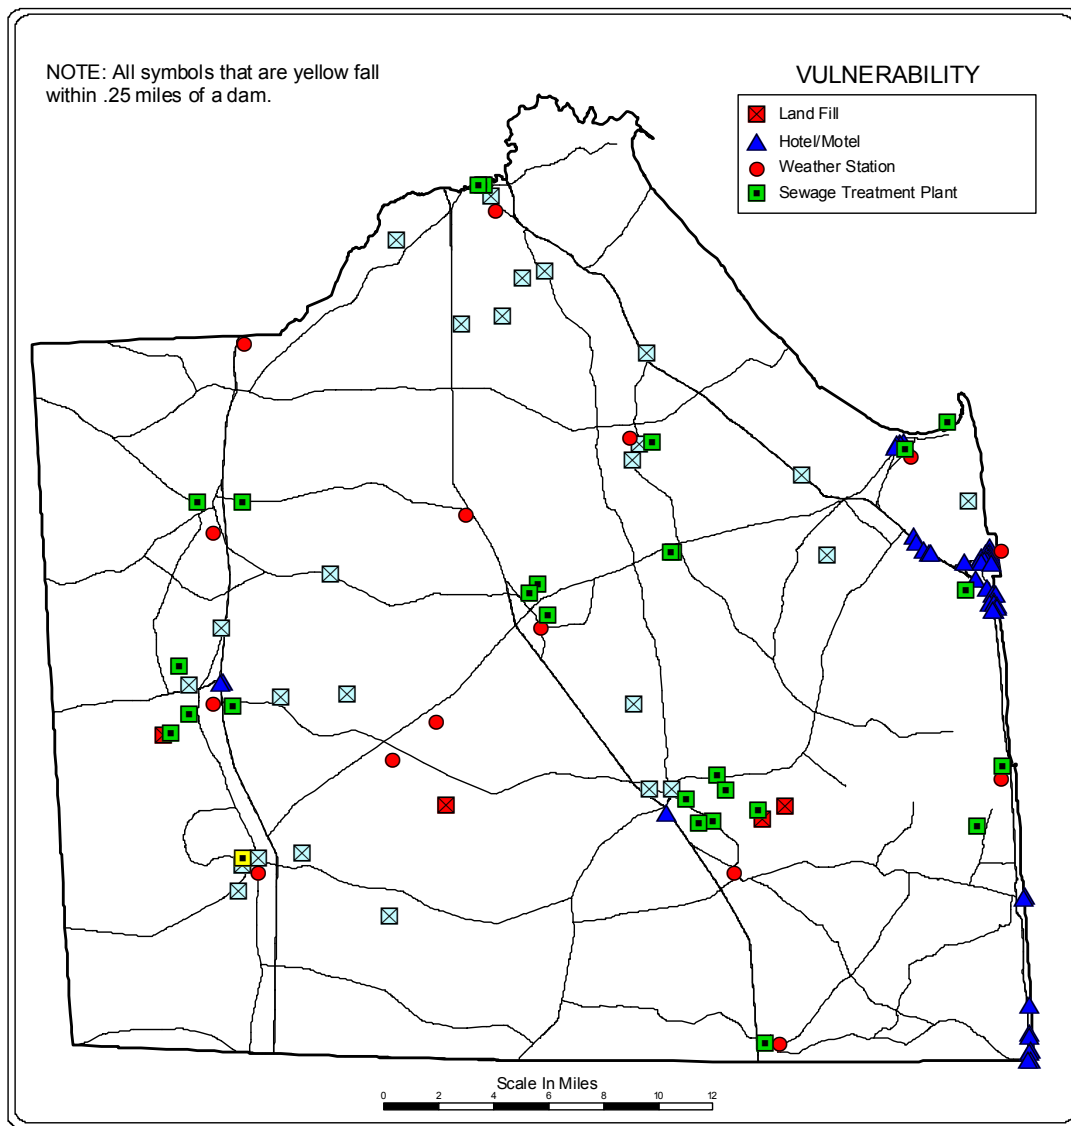 NOTE: All symbols that are yellow fall
within .25 miles of a dam.
VULNERABILITY
Land Fill
Hotel/Motel
Weather Station
Sewage Treatment Plant
Scale In Miles
0 2 4 6 8 10 12